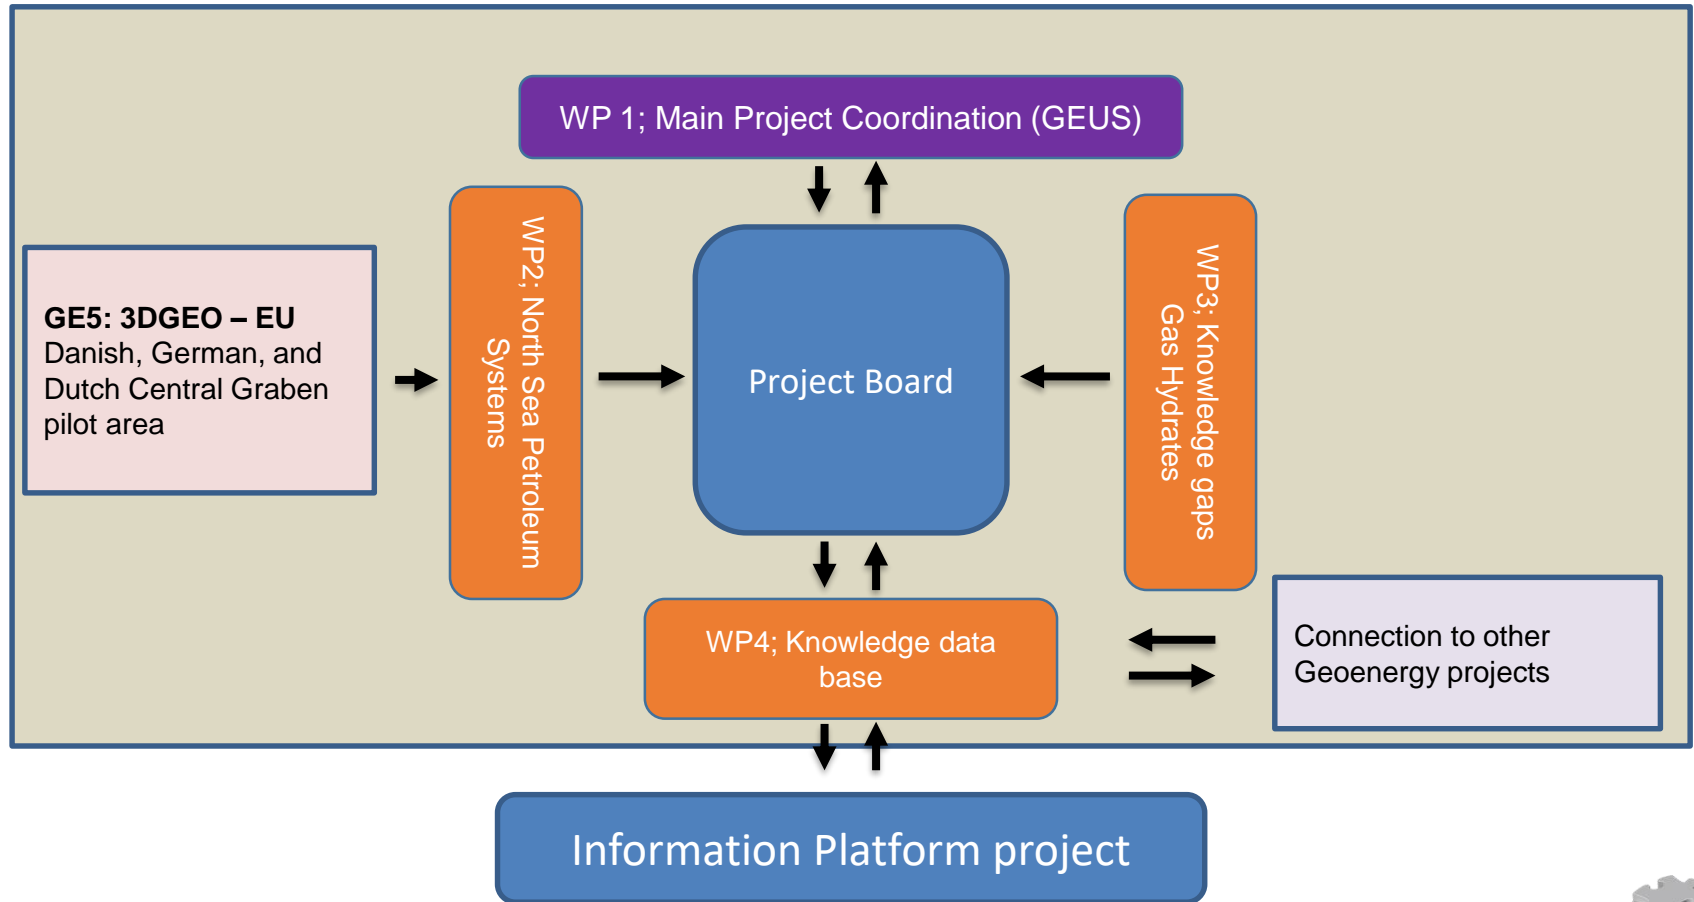 WP 1; Main Project Coordination (GEUS)
GE5: 3DGEO – EU
Danish, German, and
Dutch Central Graben
pilot area
WP2; North Sea Petroleum
Systems
Project Board
WP3; Knowledge gaps
Gas Hydrates
WP4; Knowledge data
base
Connection to other
Geoenergy projects
Information Platform project